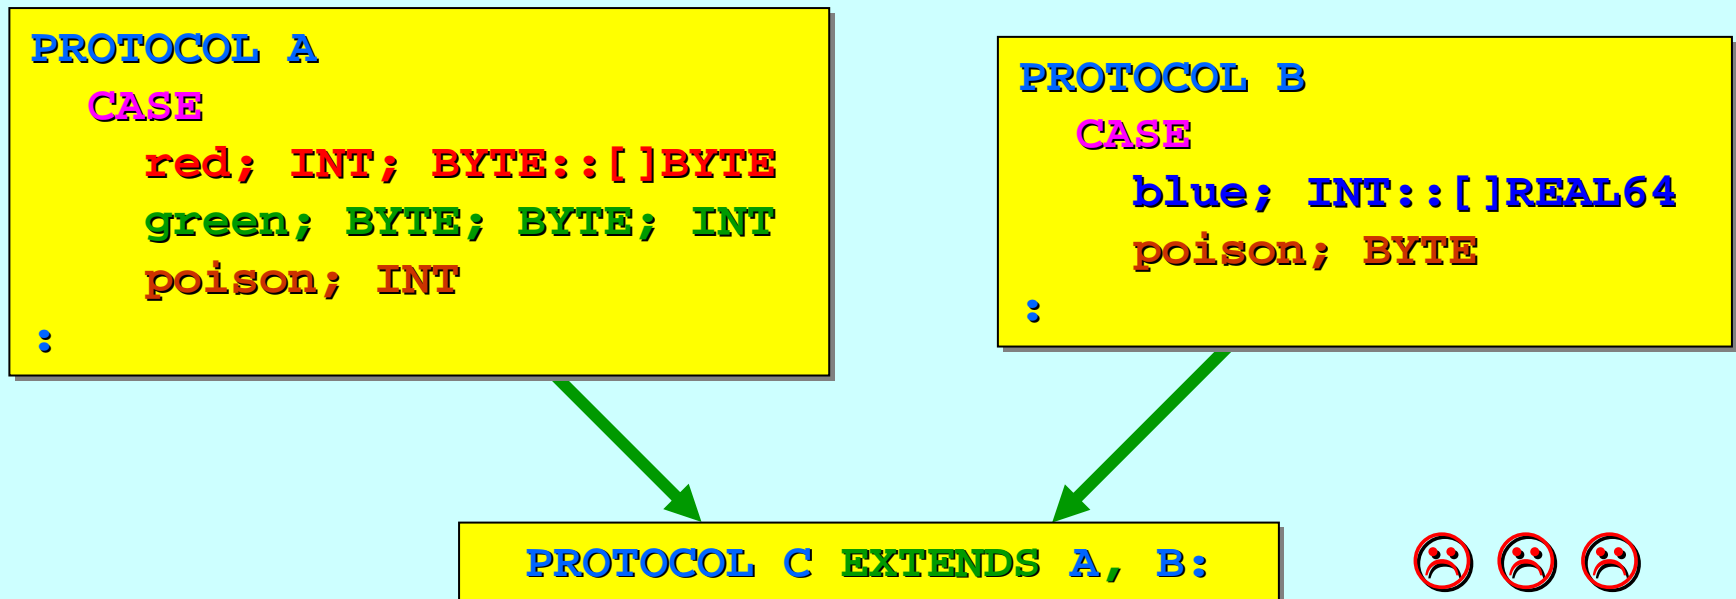 PROTOCOL A
  CASE
    red; INT; BYTE::[]BYTE
    green; BYTE; BYTE; INT
    poison; INT
:
PROTOCOL B
  CASE
    blue; INT::[]REAL64
    poison; BYTE
:
PROTOCOL C EXTENDS A, B: